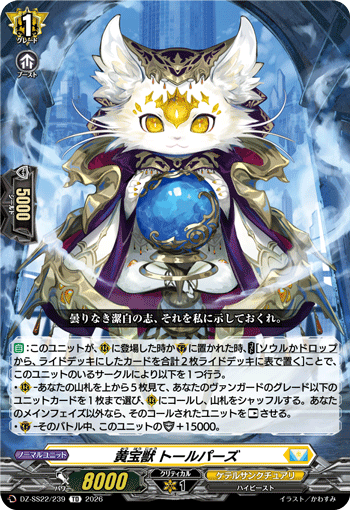 1
グレード
ブースト
5000
シールド
曇りなき潔白の志、それを私に示しておくれ。
自:このユニットが、Ⓡに登場した時かⒼに置かれた時、【ソウルかドロップ
から、ライドデッキにしたカードを合計2枚ライドデッキに表で置く】ことで、
このユニットのいるサークルにより以下を1つ行う。
・Ⓡ-あなたの山札を上から5枚見て、あなたのヴァンガードのグレード以下の
ユニットカードを1枚まで選び、Ⓡにコールし、山札をシャッフルする。あなた
のメインフェイズ以外なら、そのコールされたユニットをレストさせる。
・Ⓖ-そのバトル中、あなたのユニットのⓋ+15000。
ノーマルユニット
黄宝獣 トールパーズ
パワー
8000
クリティカル
1
ケテルサンクチュアリ
ハイビースト
DZ-SS22/239 TD 2026
イラスト/かわすみ